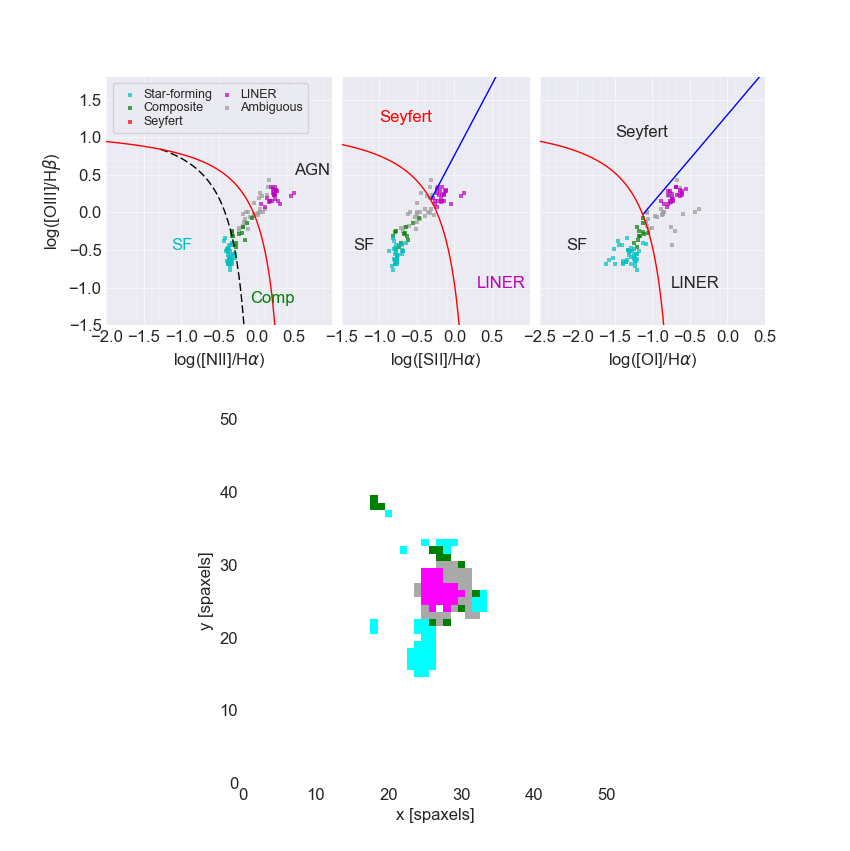 Star-forming
Composite
Seyfert
LINER
Ambiguous
1.5
1.0
0.5
0.0
−0.5
−1.0
−1.5
log([OIII]/Hβ)
AGN
SF
Comp
−2.0 −1.5 −1.0 −0.5 0.0 0.5
log([NII]/Hα)
Seyfert
SF
LINER
−1.5 −1.0 −0.5 0.0 0.5
log([SII]/Hα)
Seyfert
SF
LINER
−2.5 −2.0 −1.5 −1.0 −0.5 0.0 0.5
log([OI]/Hα)
50
40
30
20
10
0
y [spaxels]
0 10 20 30 40 50
x [spaxels]